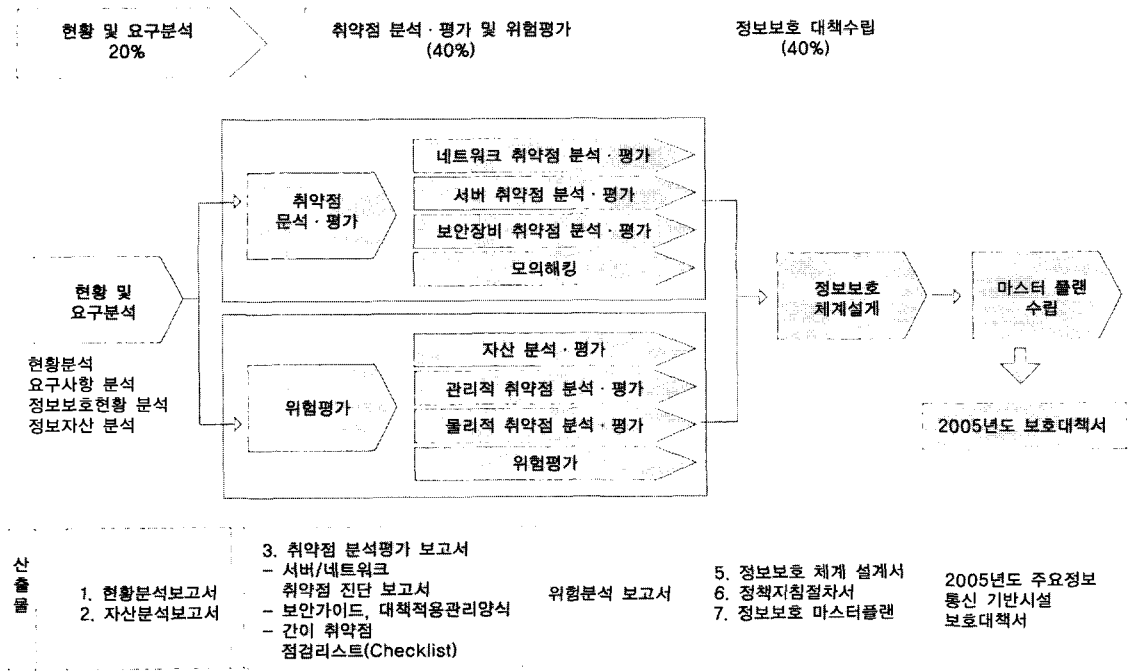 현황 및 요구분석
20%
취약점 분석·평가 및 위험평가
(40%)
정보보호 대책수립
(40%)
네트워크 취약점 분석·평가
취약점
문석·평가
서버 취약점 분석·평가
보안장비 취약점 분석·평가
모의해킹
현황 및
요구분석
정보보호
체계설계
마스터 플랜
수립
현황분석
요구사항 분석
정보보호현황 분석
정보자산 분석
자산 분석·평가
위험평가
관리적 취약점 분석·평가
물리적 취약점 분석·평가
위험평가
2005년도 보호대책서
산출물
1. 현황분석보고서
2. 자산분석보고서
3. 취약점 분석평가 보고서
– 서버/네트워크
취약점 진단 보고서
– 보안가이드, 대책적용관리양식
– 간이 취약점
점검리스트(Checklist)
위험분석 보고서
5. 정보보호 체계 설계서
6. 정책지침절차서
7. 정보보호 마스터플랜
2005년도 주요정보
통신 기반시설
보호대책서